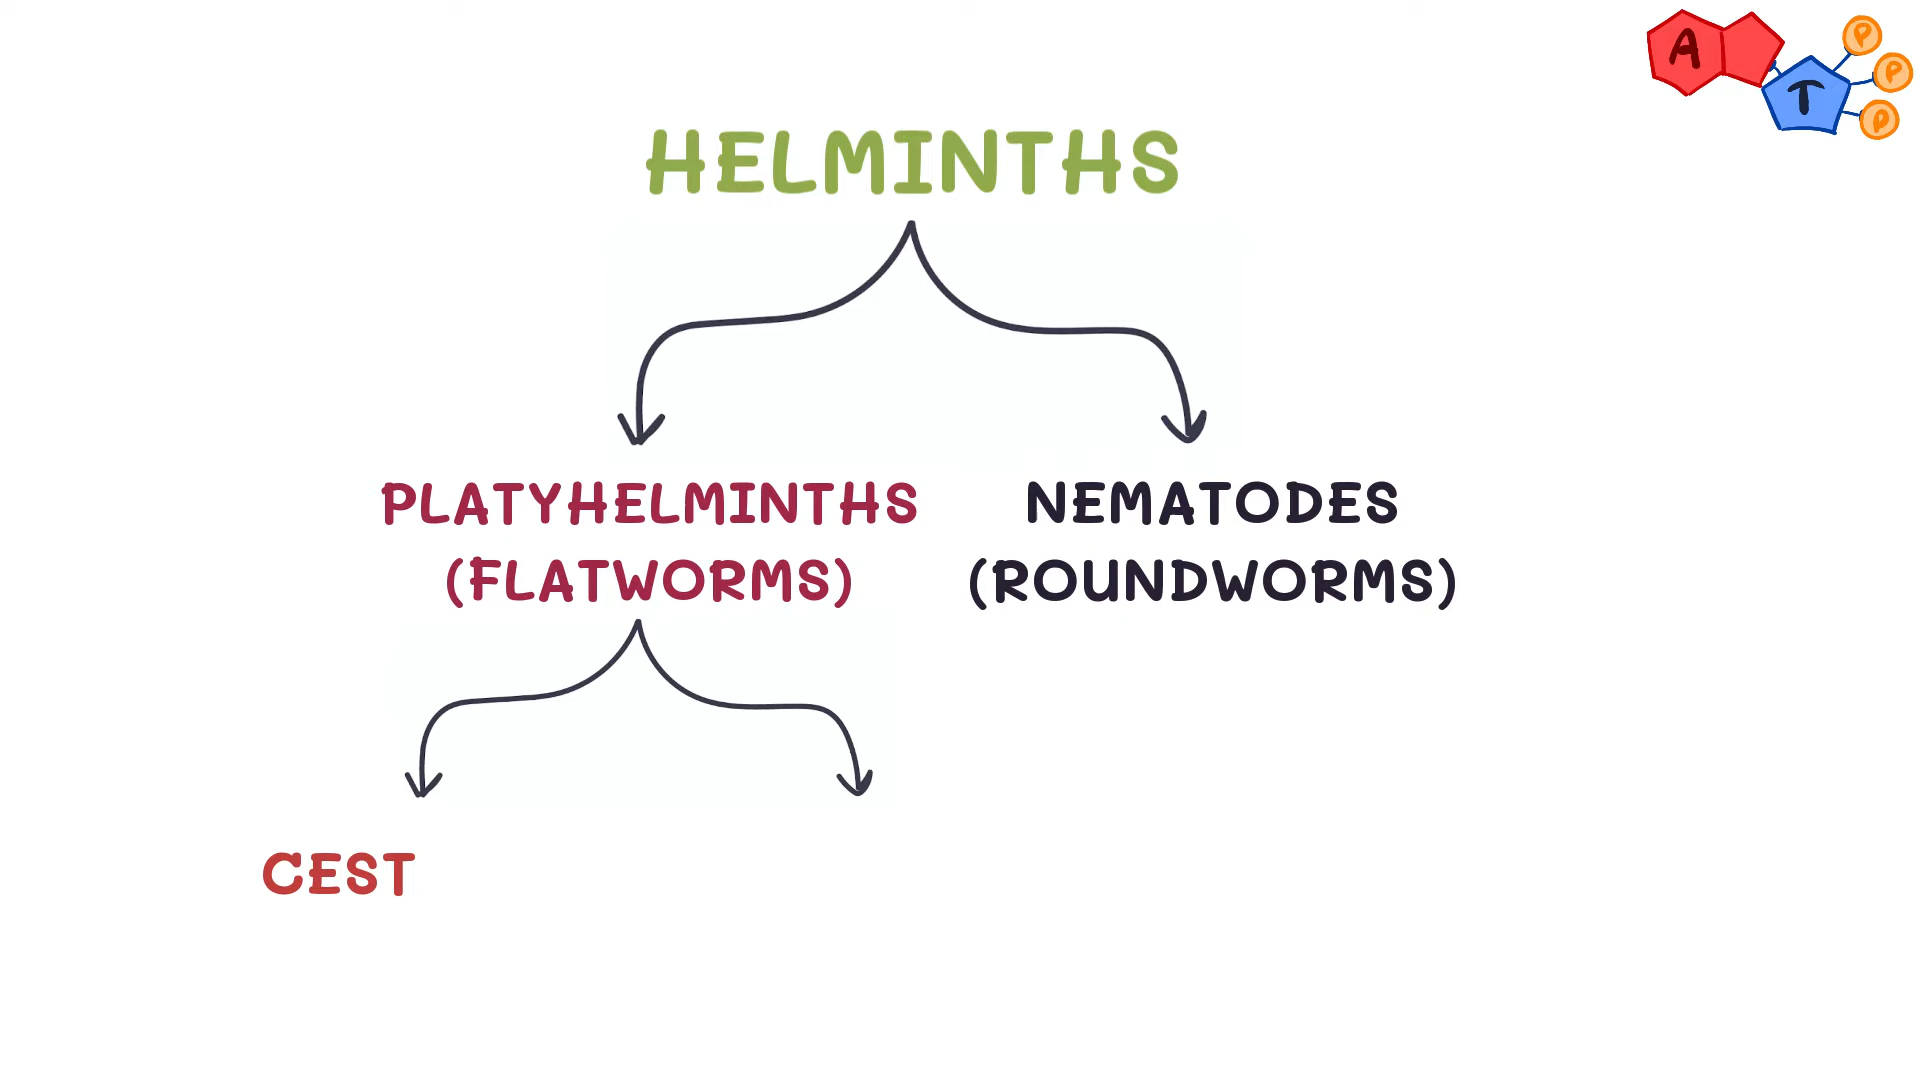 A
T
P
P
P
HELMINTHS
PLATYHELMINTHS
(FLATWORMS)
NEMATODES
(ROUNDWORMS)
CEST